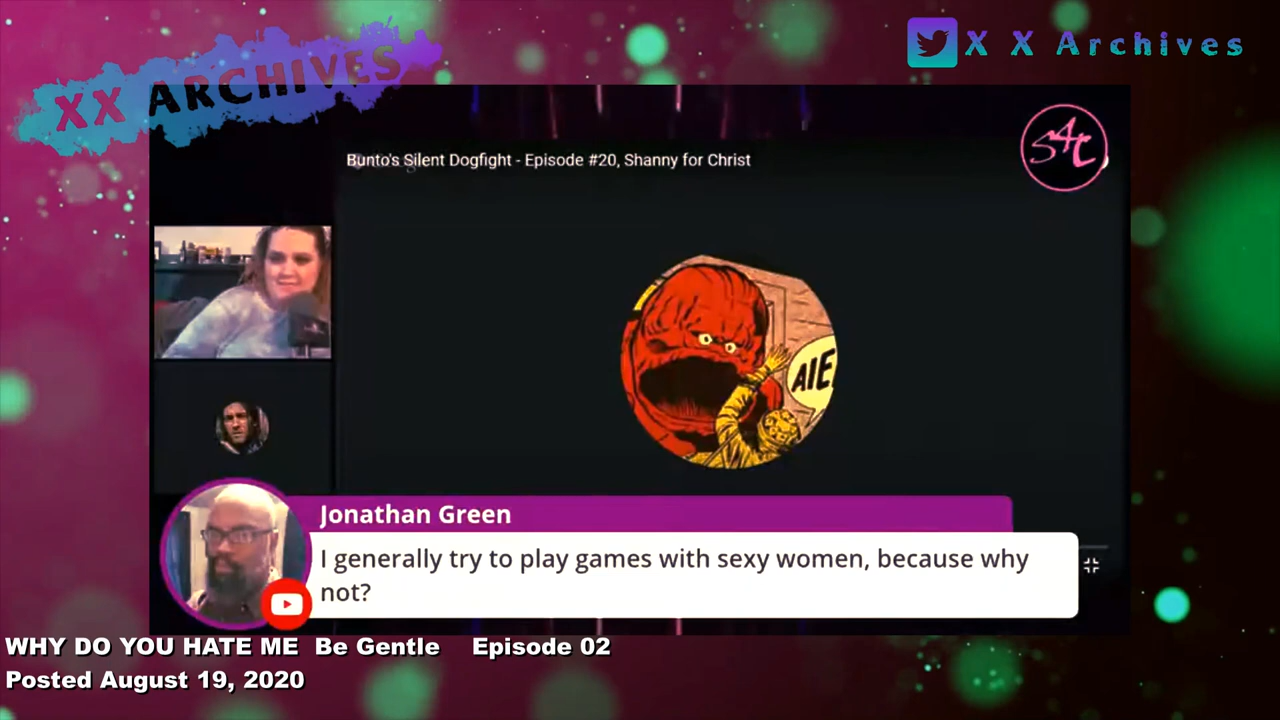 XX ARCHIVES
X X Archives
S4C
Bunto's Silent Dogfight - Episode #20, Shanny for Christ
AIE
Jonathan Green
I generally try to play games with sexy women, because why
not?
WHY DO YOU HATE ME  Be Gentle     Episode 02
Posted August 19, 2020